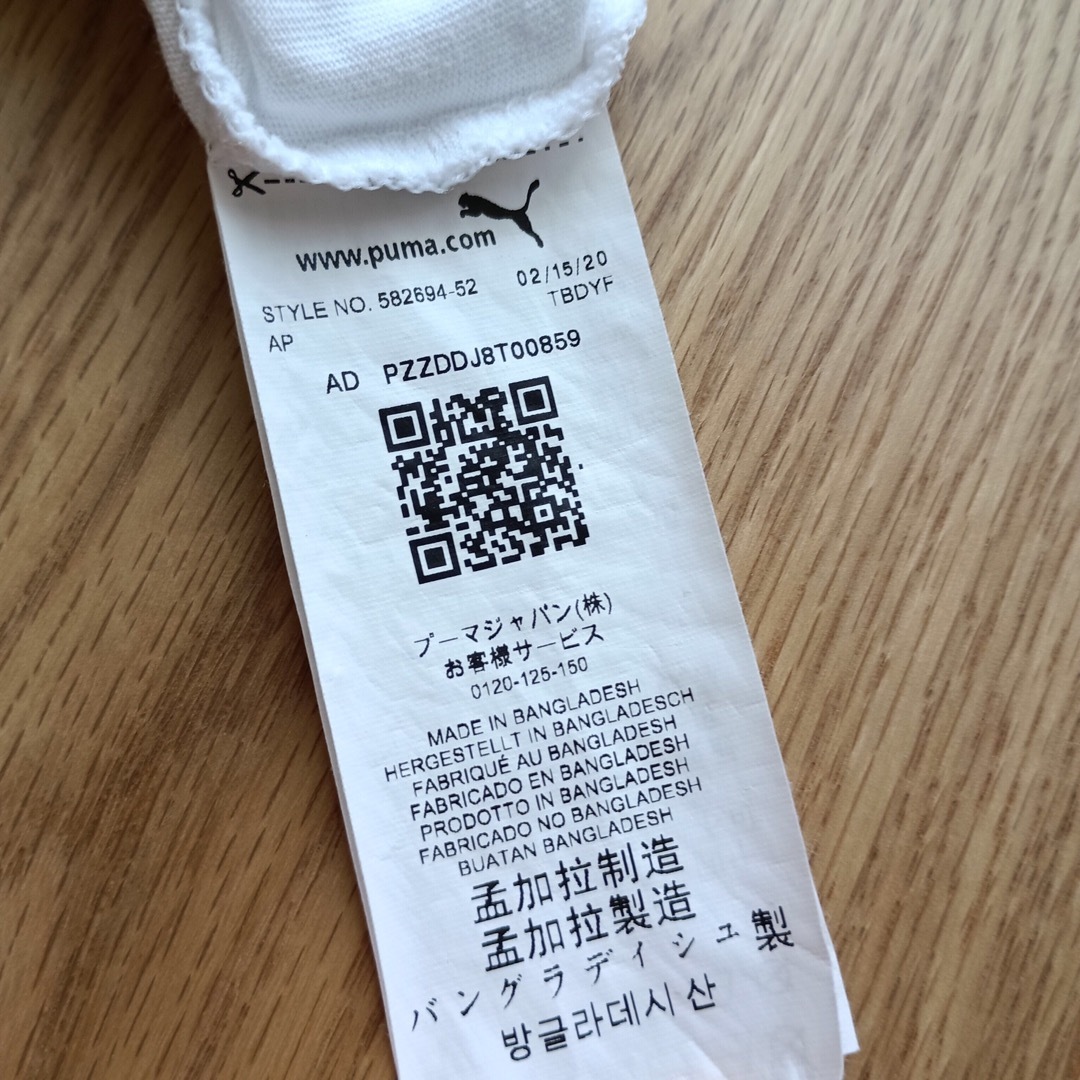 www.puma.com
STYLE NO. 582694-52 02/15/20
AP TBDYF
AD PZZDDJ8T00859
プーマジャパン(株)
お客様サービス
0120-125-150
MADE IN BANGLADESH
HERGESTELLT IN BANGLADESCH
FABRIQUÉ AU BANGLADESH
FABRICADO EN BANGLADESH
PRODOTTO IN BANGLADESH
FABRICADO NO BANGLADESH
BUATAN BANGLADESH
孟加拉制造
孟加拉製造
バングラディシュ製
방글라데시 산